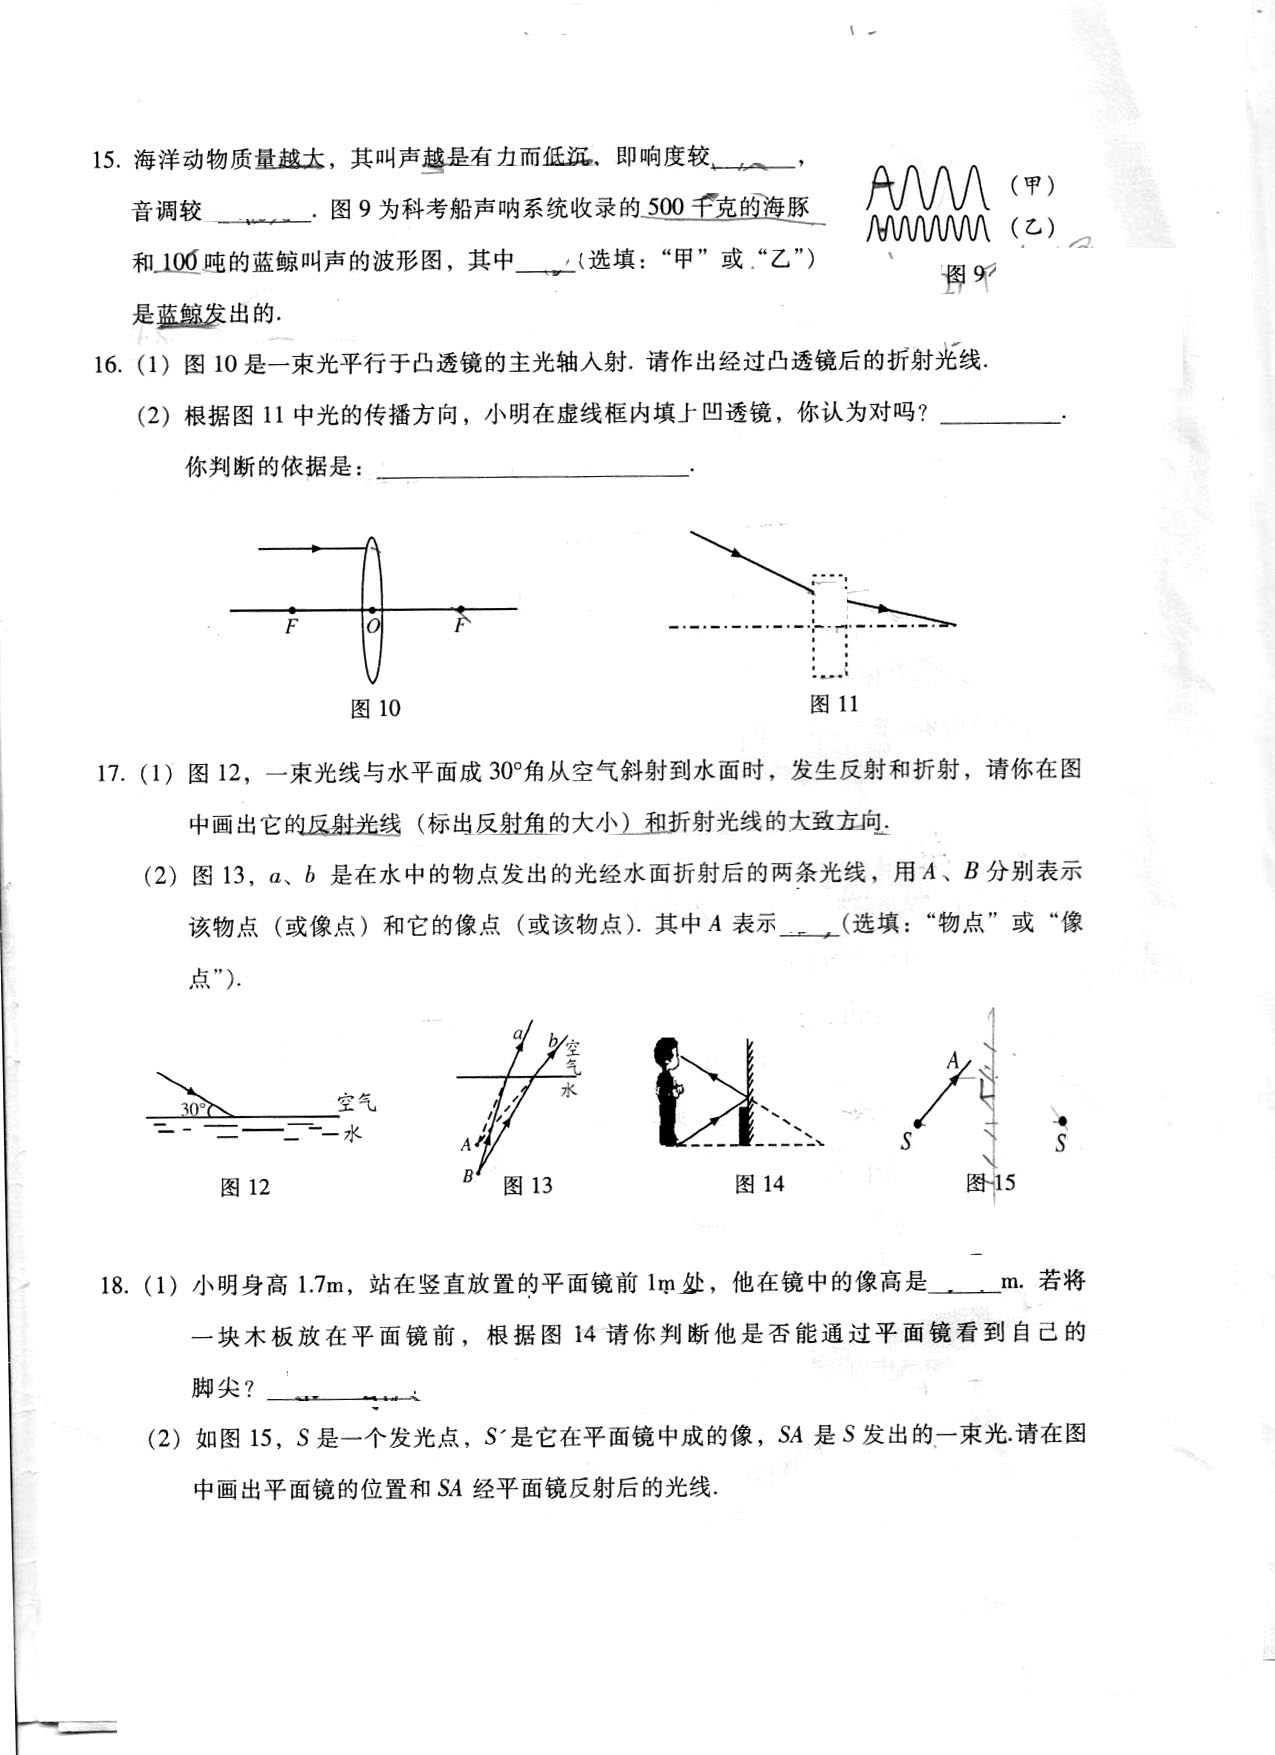 15. 海洋动物质量越大，其叫声越是有力而低沉，即响度较______，
音调较______. 图 9 为科考船声呐系统收录的 500 千克的海豚
和 100 吨的蓝鲸叫声的波形图，其中____(选填：“甲”或“乙”)
是蓝鲸发出的.
(甲)
(乙)
图 9
16. (1) 图 10 是一束光平行于凸透镜的主光轴入射. 请作出经过凸透镜后的折射光线.
(2) 根据图 11 中光的传播方向，小明在虚线框内填上凹透镜，你认为对吗？__________.
你判断的依据是：__________________________.
F O F
图 10
图 11
17. (1) 图 12，一束光线与水平面成 30°角从空气斜射到水面时，发生反射和折射，请你在图
中画出它的反射光线（标出反射角的大小）和折射光线的大致方向.
(2) 图 13，a、b 是在水中的物点发出的光经水面折射后的两条光线，用 A、B 分别表示
该物点（或像点）和它的像点（或该物点）. 其中 A 表示_____(选填：“物点”或“像
点”).
30° 空气
水
图 12
a b 空气
水
A
B
图 13
图 14
A
S S
图 15
18. (1) 小明身高 1.7m，站在竖直放置的平面镜前 1m 处，他在镜中的像高是______m. 若将
一块木板放在平面镜前，根据图 14 请你判断他是否能通过平面镜看到自己的
脚尖？____________
(2) 如图 15，S 是一个发光点，S′是它在平面镜中成的像，SA 是 S 发出的一束光.请在图
中画出平面镜的位置和 SA 经平面镜反射后的光线.